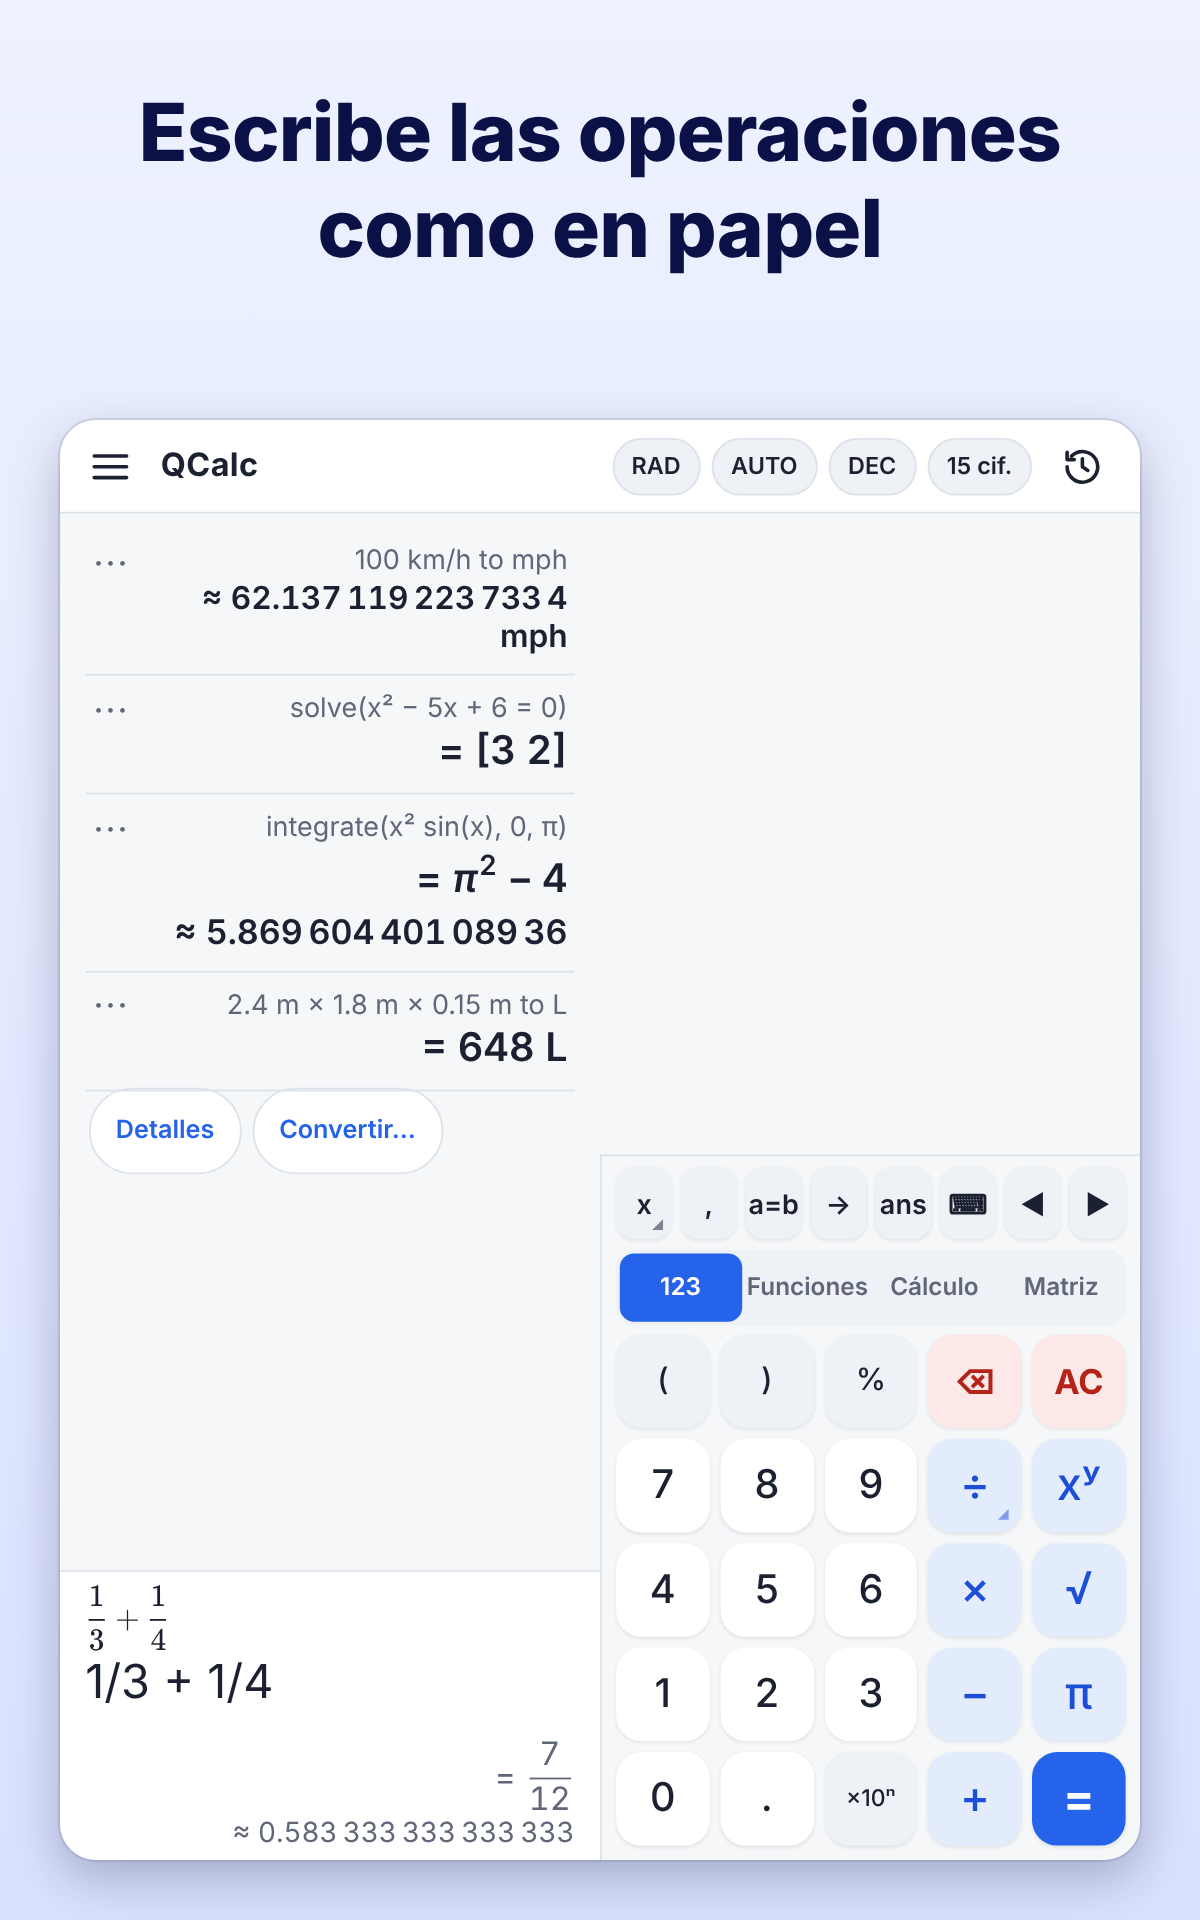 Escribe las operaciones
como en papel
QCalc
RAD
AUTO
DEC
15 cif.
100 km/h to mph
≈ 62.137 119 223 733 4
mph
solve(x² − 5x + 6 = 0)
= [3 2]
integrate(x² sin(x), 0, π)
= π² − 4
≈ 5.869 604 401 089 36
2.4 m × 1.8 m × 0.15 m to L
= 648 L
Detalles
Convertir...
1/3 + 1/4
1/3 + 1/4
= 7/12
≈ 0.583 333 333 333 333
x , a=b → ans ⌨ ◀ ▶
123 Funciones Cálculo Matriz
( ) % ⌫ AC
7 8 9 ÷ xʸ
4 5 6 × √
1 2 3 − π
0 . ×10ⁿ + =